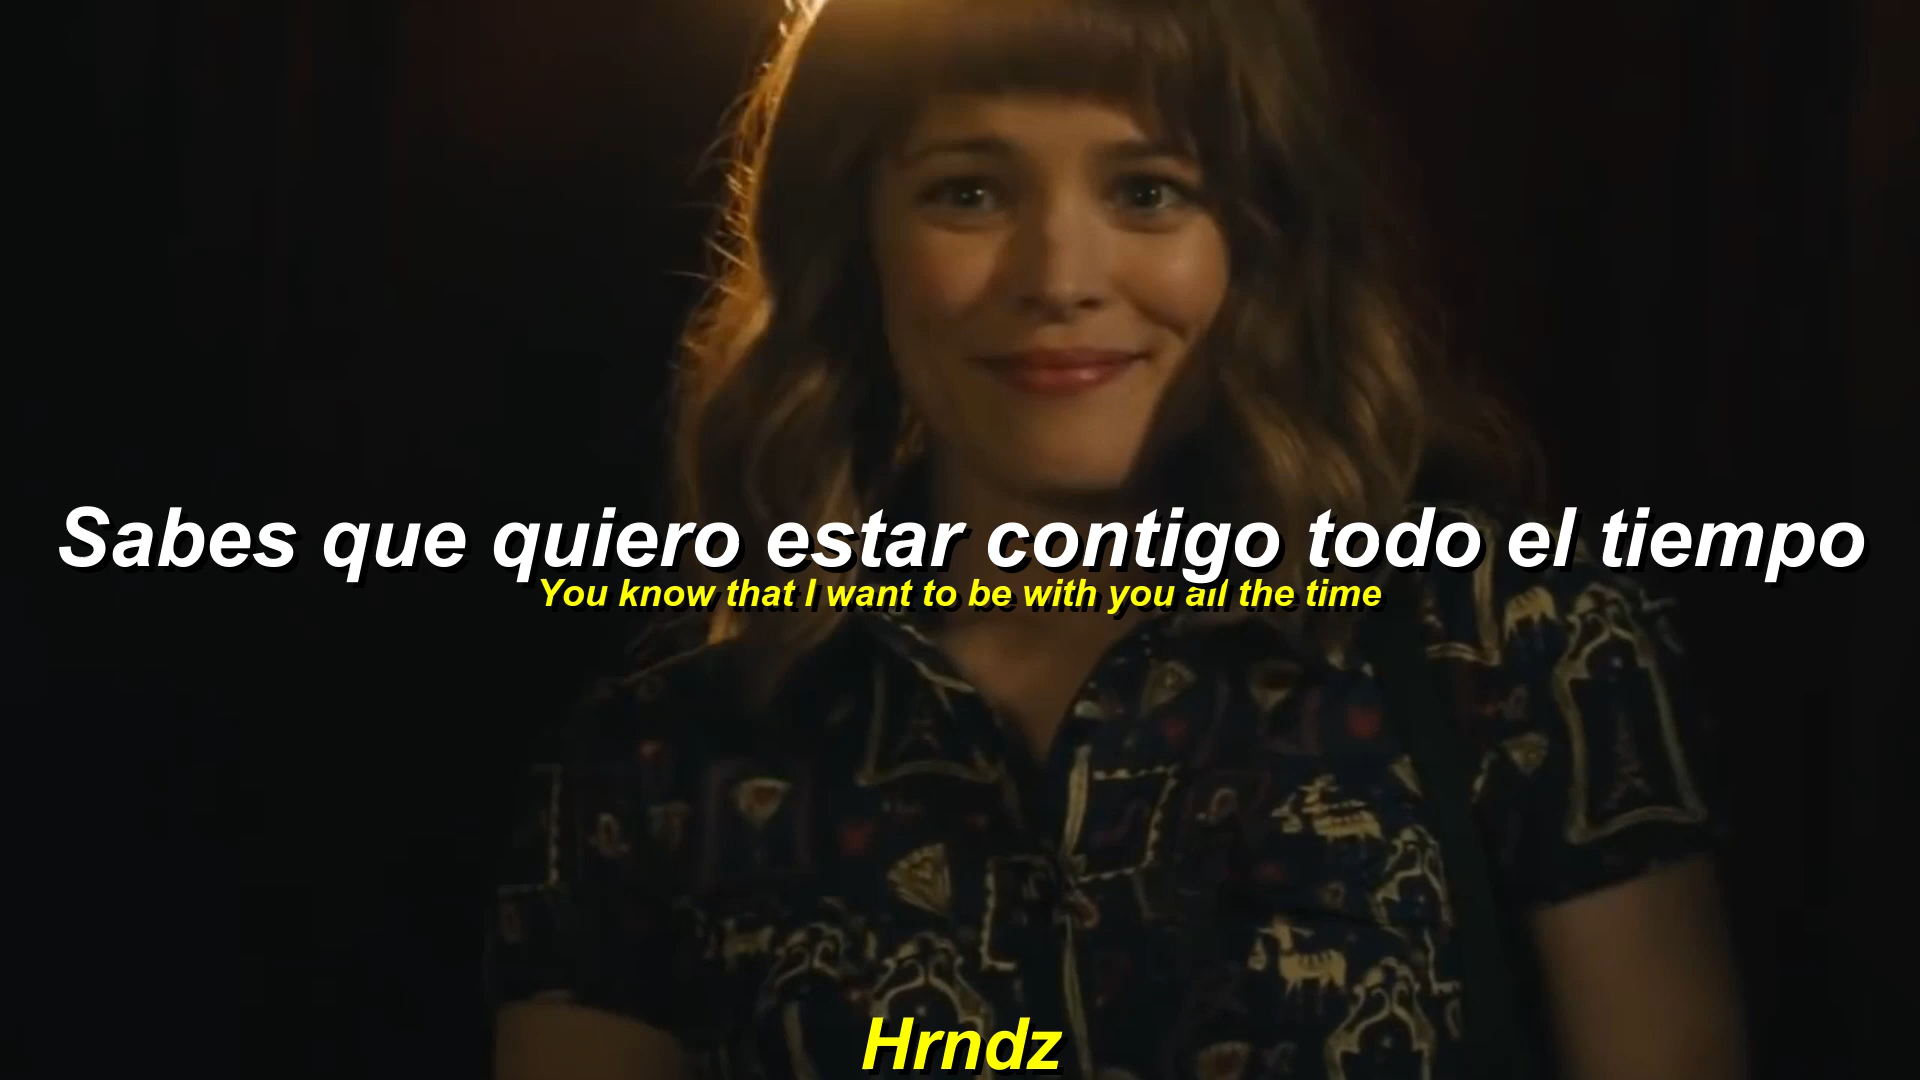 Sabes que quiero estar contigo todo el tiempo
You know that I want to be with you all the time
Hrndz